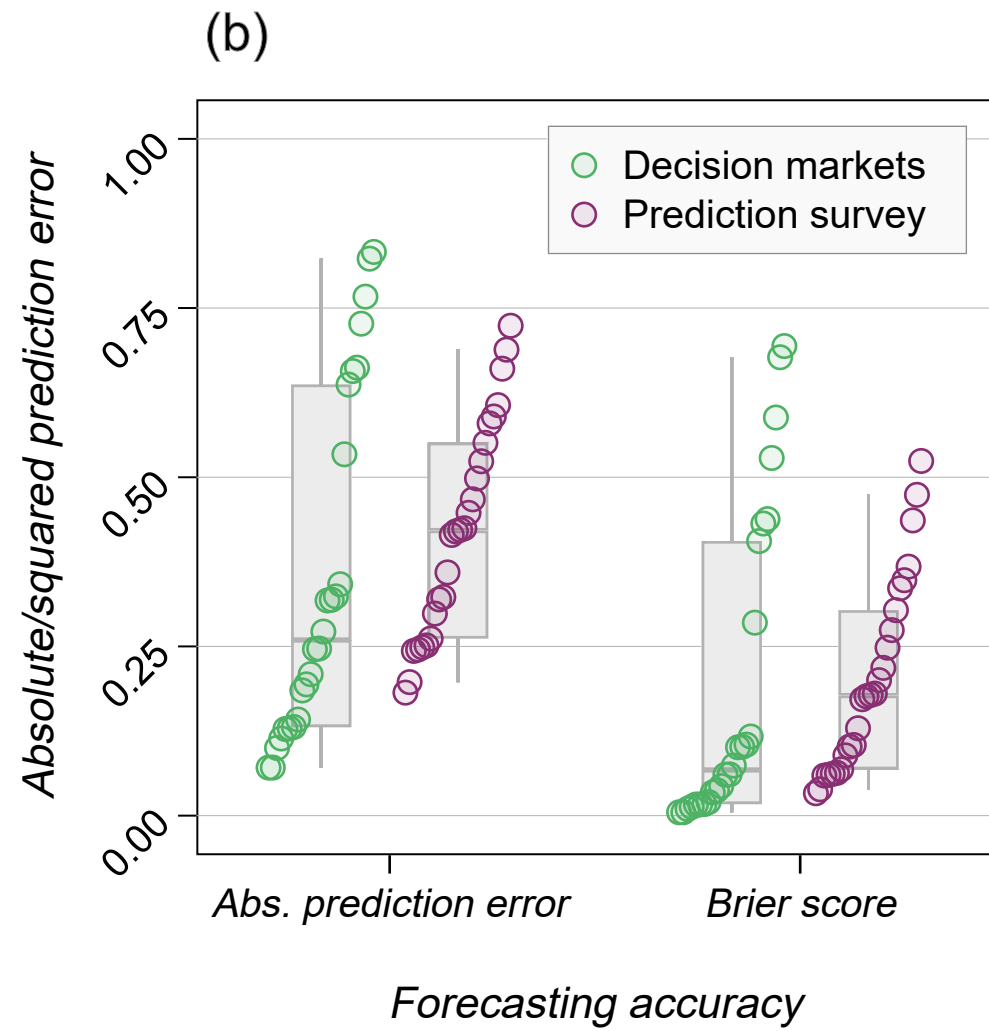 (b)
Absolute/squared prediction error
1.00
0.75
0.50
0.25
0.00
Decision markets
Prediction survey
Abs. prediction error
Brier score
Forecasting accuracy